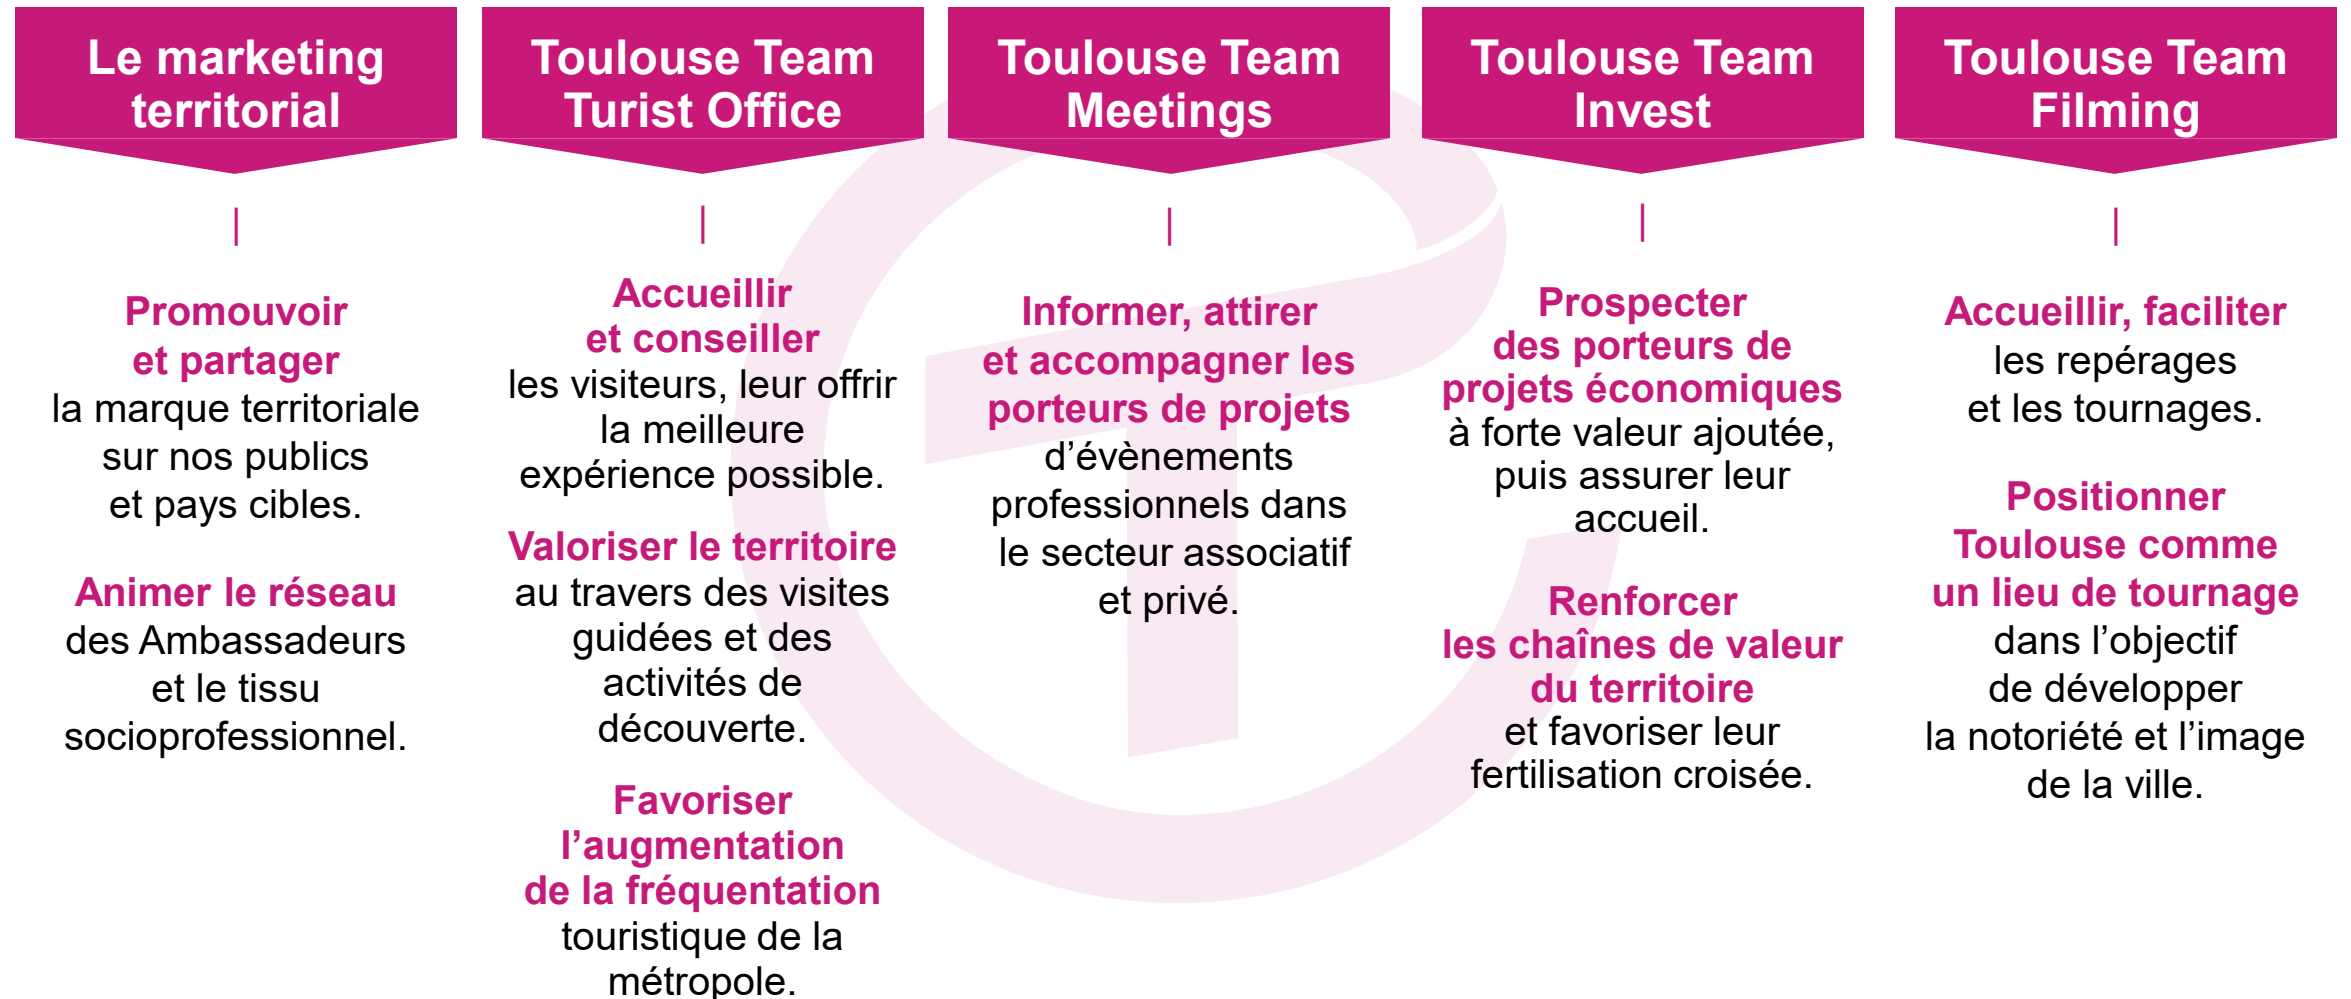 Le marketing
territorial
Promouvoir
et partager
la marque territoriale
sur nos publics
et pays cibles.
Animer le réseau
des Ambassadeurs
et le tissu
socioprofessionnel.
Toulouse Team
Turist Office
Accueillir
et conseiller
les visiteurs, leur offrir
la meilleure
expérience possible.
Valoriser le territoire
au travers des visites
guidées et des
activités de
découverte.
Favoriser
l’augmentation
de la fréquentation
touristique de la
métropole.
Toulouse Team
Meetings
Informer, attirer
et accompagner les
porteurs de projets
d’évènements
professionnels dans
le secteur associatif
et privé.
Toulouse Team
Invest
Prospecter
des porteurs de
projets économiques
à forte valeur ajoutée,
puis assurer leur
accueil.
Renforcer
les chaînes de valeur
du territoire
et favoriser leur
fertilisation croisée.
Toulouse Team
Filming
Accueillir, faciliter
les repérages
et les tournages.
Positionner
Toulouse comme
un lieu de tournage
dans l’objectif
de développer
la notoriété et l’image
de la ville.